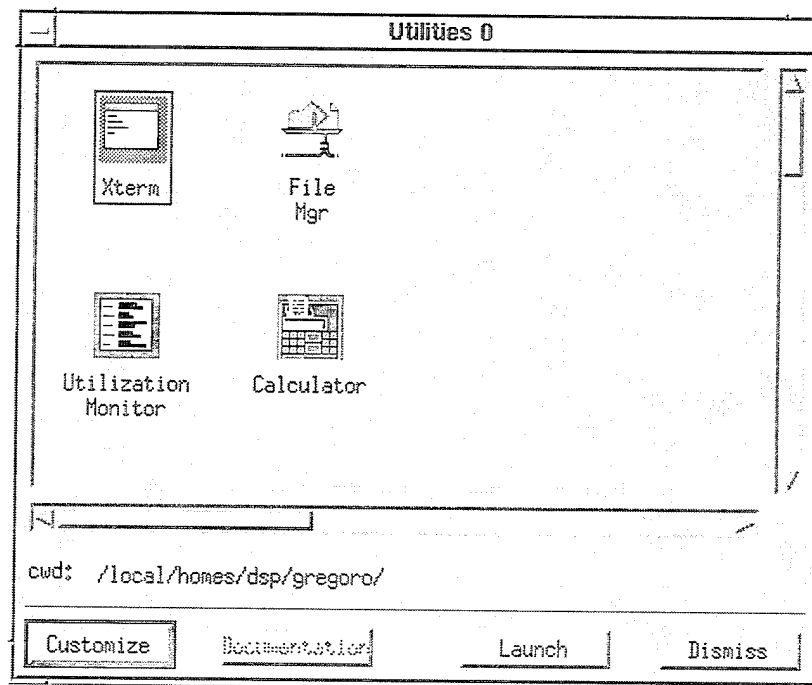 Utilities 0
Xterm
File
Mgr
Utilization
Monitor
Calculator
cwd: /local/homes/dsp/gregoro/
Customize
Documentation
Launch
Dismiss